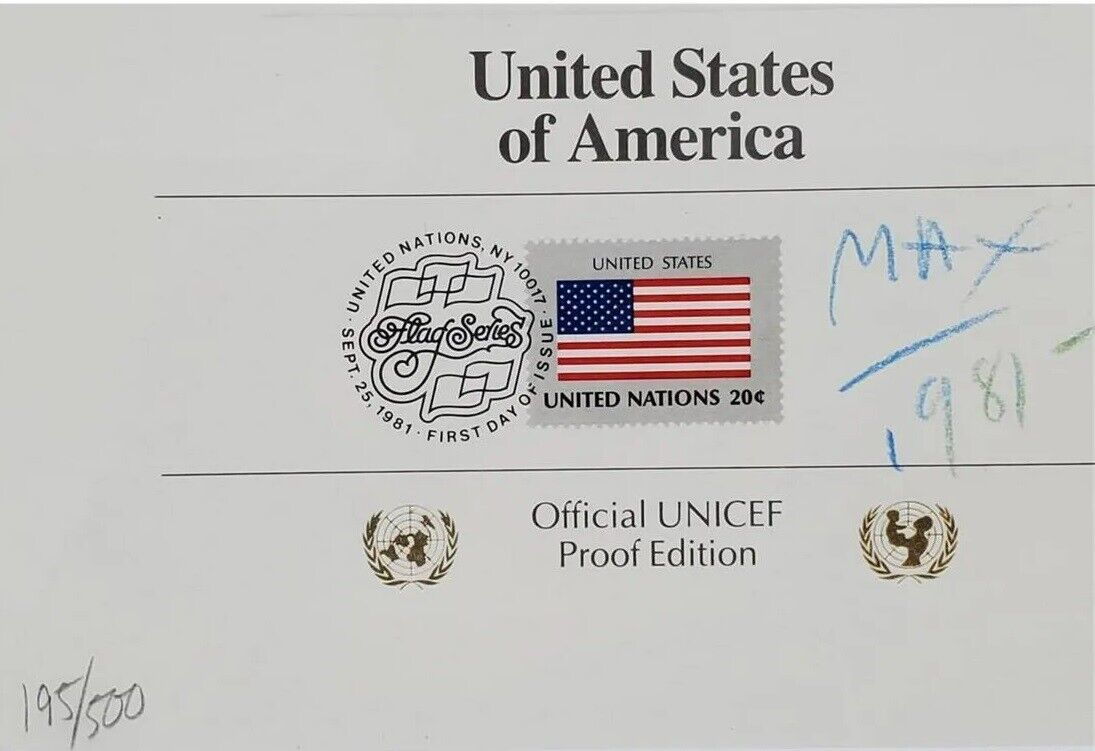 United States
of America
UNITED NATIONS, NY 10017
SEPT. 25, 1981 · FIRST DAY OF ISSUE
Flag Series
UNITED STATES
UNITED NATIONS 20¢
MAX
1981
Official UNICEF
Proof Edition
195/500